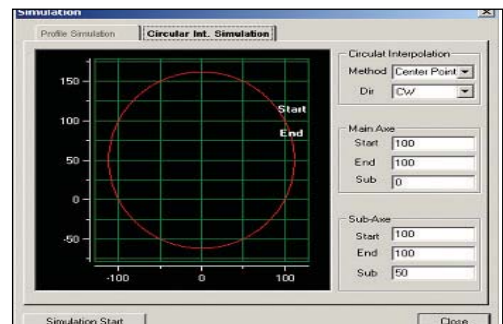 Simulation
Profile Simulation
Circular Int. Simulation
150
100
50
0
-50
-100
0
100
Start
End
Circulat Interpolation
Method Center Point
Dir CW
Main Axe
Start 100
End 100
Sub 0
Sub-Axe
Start 100
End 100
Sub 50
Simulation Start
Close